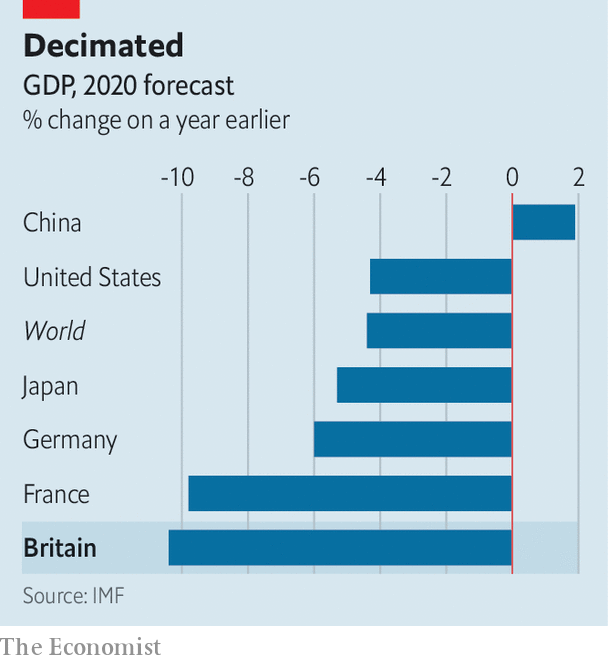 Decimated
GDP, 2020 forecast
% change on a year earlier
-10 -8 -6 -4 -2 0 2
China
United States
World
Japan
Germany
France
Britain
Source: IMF
The Economist